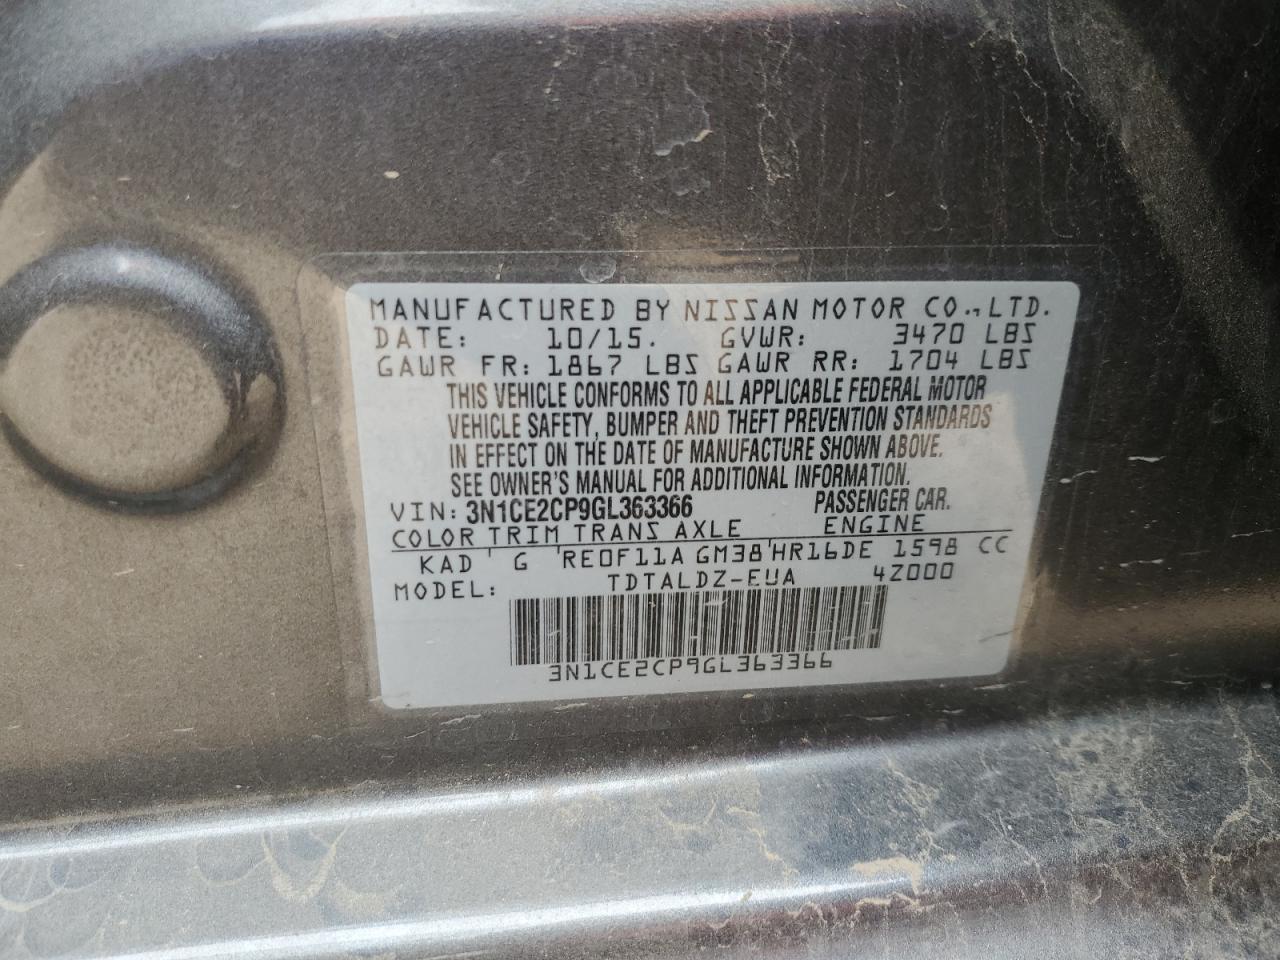 MANUFACTURED BY NISSAN MOTOR CO., LTD.
DATE: 10/15. GVWR: 3470 LBS
GAWR FR: 1867 LBS GAWR RR: 1704 LBS
THIS VEHICLE CONFORMS TO ALL APPLICABLE FEDERAL MOTOR
VEHICLE SAFETY, BUMPER AND THEFT PREVENTION STANDARDS
IN EFFECT ON THE DATE OF MANUFACTURE SHOWN ABOVE.
SEE OWNER'S MANUAL FOR ADDITIONAL INFORMATION.
VIN: 3N1CE2CP9GL363366 PASSENGER CAR.
COLOR TRIM TRANS AXLE ENGINE
KAD G RE0F11A GM38 HR16DE 1598 CC
MODEL: TDTALDZ-EUA 4Z000
3N1CE2CP9GL363366